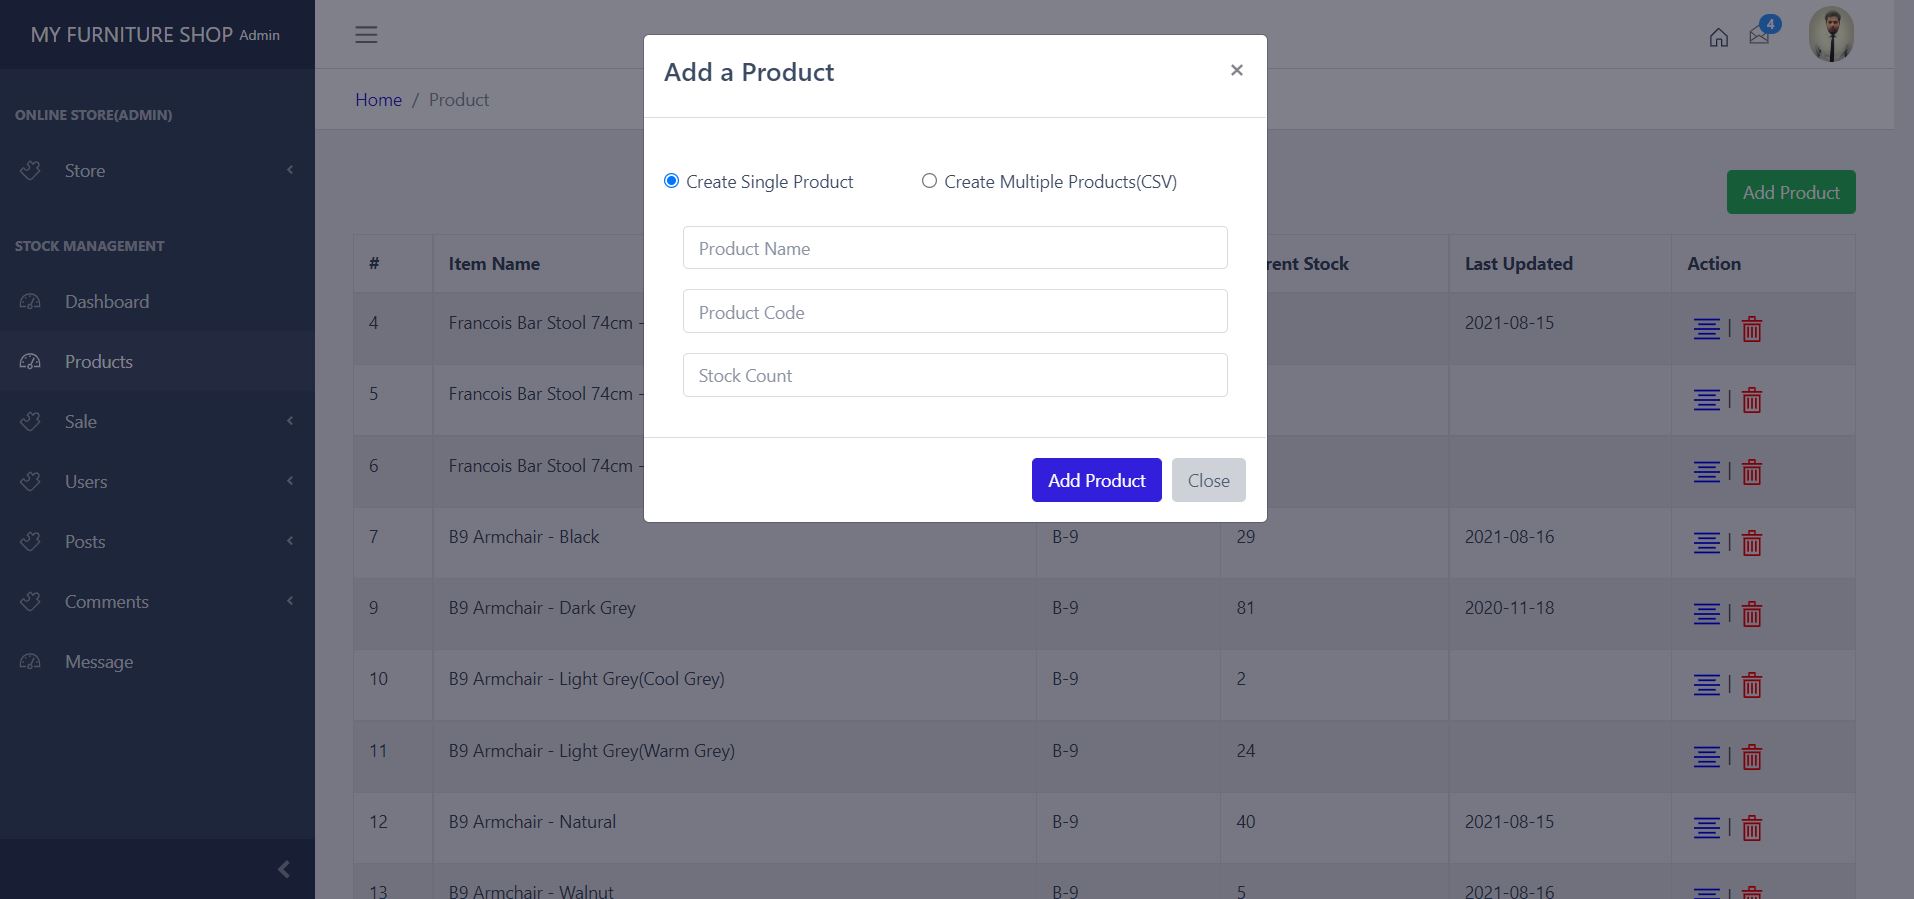 MY FURNITURE SHOP Admin
4
Home / Product
ONLINE STORE(ADMIN)
Store
STOCK MANAGEMENT
Dashboard
Products
Sale
Users
Posts
Comments
Message
Add a Product
×
Create Single Product Create Multiple Products(CSV)
Product Name
Product Code
Stock Count
Add Product Close
Add Product
# Item Name rent Stock Last Updated Action
4 Francois Bar Stool 74cm - 2021-08-15 |
5 Francois Bar Stool 74cm - |
6 Francois Bar Stool 74cm - |
7 B9 Armchair - Black B-9 29 2021-08-16 |
9 B9 Armchair - Dark Grey B-9 81 2020-11-18 |
10 B9 Armchair - Light Grey(Cool Grey) B-9 2 |
11 B9 Armchair - Light Grey(Warm Grey) B-9 24 |
12 B9 Armchair - Natural B-9 40 2021-08-15 |
13 B9 Armchair - Walnut B-9 5 2021-08-16 |